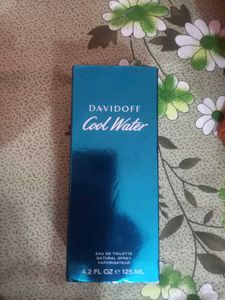 DAVIDOFF
Cool Water
EAU DE TOILETTE
NATURAL SPRAY
VAPORISATEUR
4.2 FL OZ ℮ 125 ML